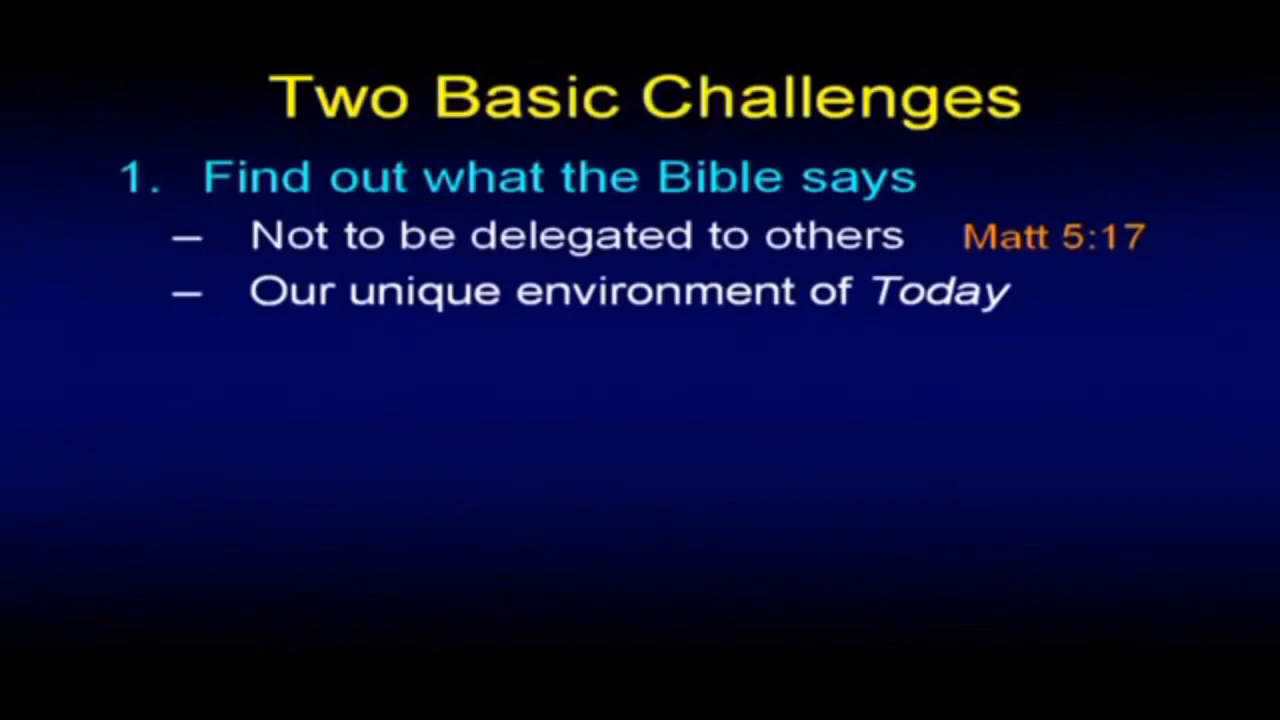 Two Basic Challenges
1. Find out what the Bible says
– Not to be delegated to others Matt 5:17
– Our unique environment of Today